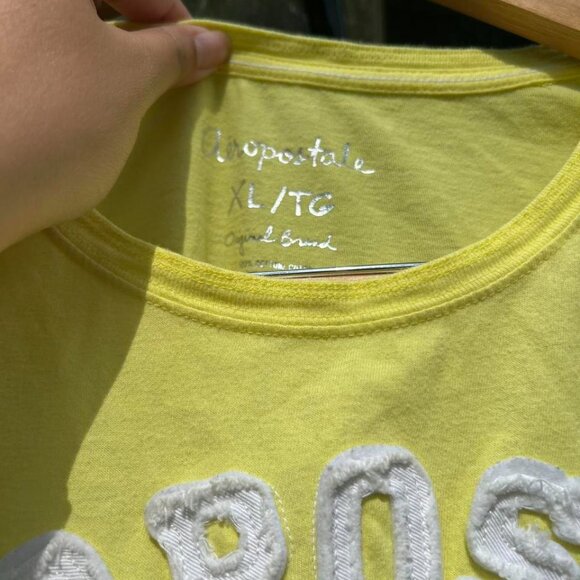 aeropostale
XL/TG
Original Brand
POS